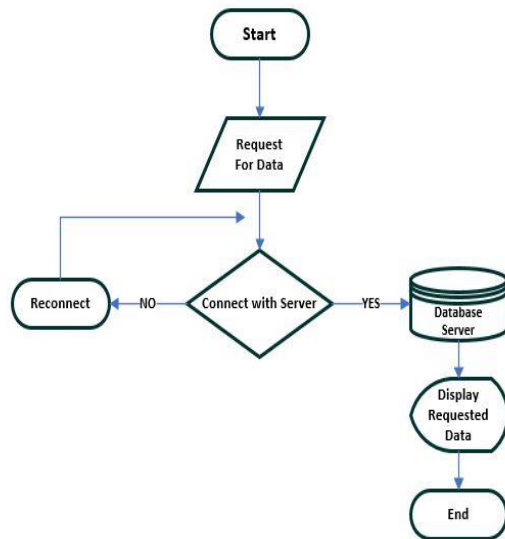 Start
Request
For Data
Reconnect
NO
Connect with Server
YES
Database
Server
Display
Requested
Data
End